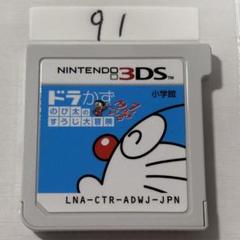 91
NINTENDO 3DS™
ドラかず
小学館
のび太の
すうじ大冒険
LNA-CTR-ADWJ-JPN